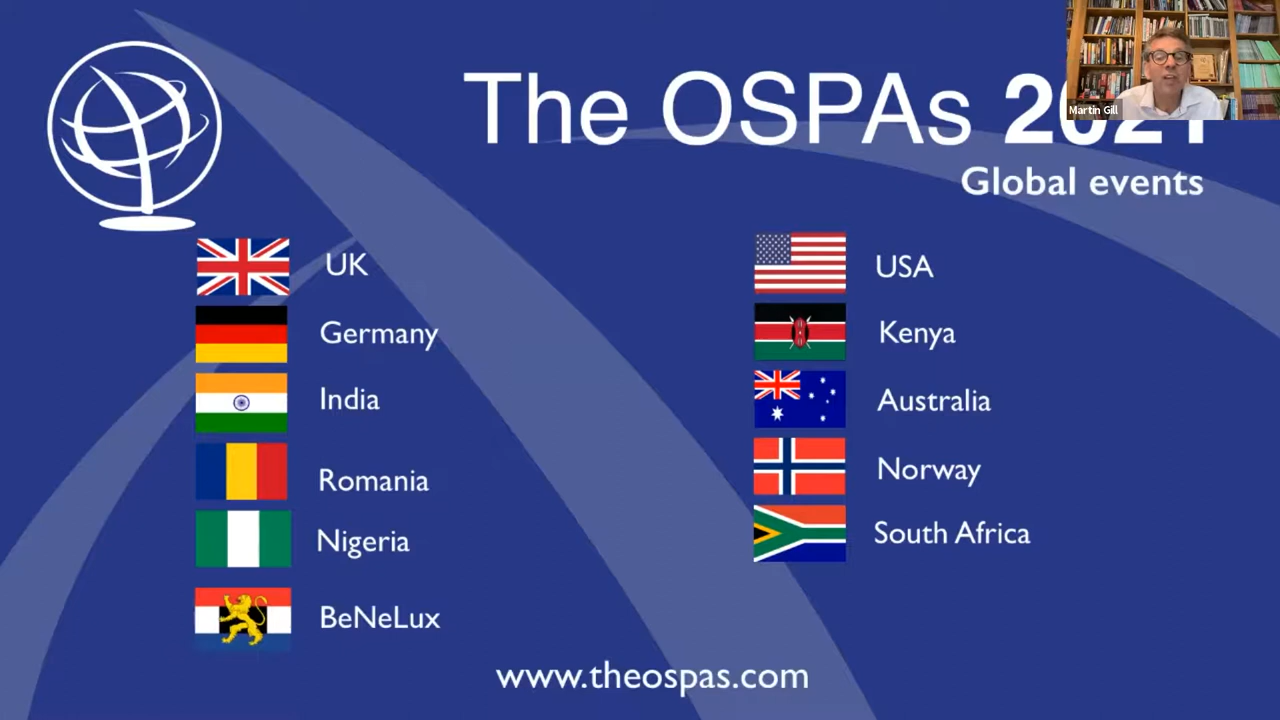 The OSPAs 2021
Martin Gill
Global events
UK
Germany
India
Romania
Nigeria
BeNeLux
USA
Kenya
Australia
Norway
South Africa
www.theospas.com